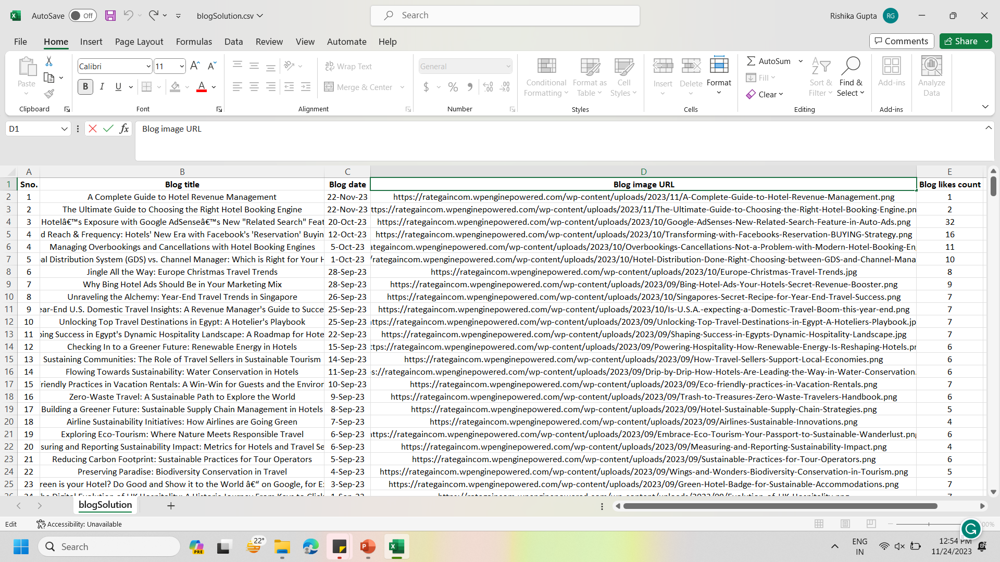 AutoSave Off blogSolution.csv Search Rishika Gupta RG
File Home Insert Page Layout Formulas Data Review View Automate Help Comments Share
Paste Calibri 11 Wrap Text General Conditional Formatting Format as Table Cell Styles Insert Delete Format AutoSum Fill Clear Sort & Filter Find & Select Add-ins Analyze Data
B I U Merge & Center $ %
Clipboard Font Alignment Number Styles Cells Editing Add-ins
D1 fx Blog image URL
A B C D E
1 Sno. Blog title Blog date Blog image URL Blog likes count
2 1 A Complete Guide to Hotel Revenue Management 22-Nov-23 https://rategaincom.wpenginepowered.com/wp-content/uploads/2023/11/A-Complete-Guide-to-Hotel-Revenue-Management.png 1
3 2 The Ultimate Guide to Choosing the Right Hotel Booking Engine 22-Nov-23 ttps://rategaincom.wpenginepowered.com/wp-content/uploads/2023/11/The-Ultimate-Guide-to-Choosing-the-Right-Hotel-Booking-Engine.pn 2
4 3 Hotelâ€™s Exposure with Google AdSenseâ€™s New "Related Search" Feat 20-Oct-23 https://rategaincom.wpenginepowered.com/wp-content/uploads/2023/10/Google-AdSenses-New-Related-Search-Feature-in-Auto-Ads.png 32
5 4 d Reach & Frequency: Hotels' New Era with Facebook's 'Reservation' Buyin 12-Oct-23 https://rategaincom.wpenginepowered.com/wp-content/uploads/2023/10/Transforming-with-Facebooks-Reservation-BUYING-Strategy.png 16
6 4 Managing Overbookings and Cancellations with Hotel Booking Engines 5-Oct-23 ategaincom.wpenginepowered.com/wp-content/uploads/2023/10/Overbookings-Cancellations-Not-a-Problem-with-Modern-Hotel-Booking-En 11
7 5 al Distribution System (GDS) vs. Channel Manager: Which is Right for Your H 1-Oct-23 /rategaincom.wpenginepowered.com/wp-content/uploads/2023/10/Hotel-Distribution-Done-Right-Choosing-between-GDS-and-Channel-Mana 10
8 6 Jingle All the Way: Europe Christmas Travel Trends 28-Sep-23 https://rategaincom.wpenginepowered.com/wp-content/uploads/2023/10/Europe-Christmas-Travel-Trends.jpg 8
9 7 Why Bing Hotel Ads Should Be in Your Marketing Mix 28-Sep-23 https://rategaincom.wpenginepowered.com/wp-content/uploads/2023/09/Bing-Hotel-Ads-Your-Hotels-Secret-Revenue-Booster.png 9
10 8 Unraveling the Alchemy: Year-End Travel Trends in Singapore 26-Sep-23 https://rategaincom.wpenginepowered.com/wp-content/uploads/2023/10/Singapores-Secret-Recipe-for-Year-End-Travel-Success.png 7
11 9 ear-End U.S. Domestic Travel Insights: A Revenue Manager's Guide to Succe 25-Sep-23 https://rategaincom.wpenginepowered.com/wp-content/uploads/2023/10/Is-U.S.A.-expecting-a-Domestic-Travel-Boom-this-year-end.png 7
12 10 Unlocking Top Travel Destinations in Egypt: A Hotelier's Playbook 25-Sep-23 ttps://rategaincom.wpenginepowered.com/wp-content/uploads/2023/09/Unlocking-Top-Travel-Destinations-in-Egypt-A-Hoteliers-Playbook.jp 7
13 11 ping Success in Egypt's Dynamic Hospitality Landscape: A Roadmap for Hote 22-Sep-23 https://rategaincom.wpenginepowered.com/wp-content/uploads/2023/09/Shaping-Success-in-Egypts-Dynamic-Hospitality-Landscape.jpg 7
14 12 Checking In to a Greener Future: Renewable Energy in Hotels 15-Sep-23 tps://rategaincom.wpenginepowered.com/wp-content/uploads/2023/09/Powering-Hospitality-How-Renewable-Energy-Is-Reshaping-Hotels.pr 6
15 13 Sustaining Communities: The Role of Travel Sellers in Sustainable Tourism 14-Sep-23 https://rategaincom.wpenginepowered.com/wp-content/uploads/2023/09/How-Travel-Sellers-Support-Local-Economies.png 6
16 14 Flowing Towards Sustainability: Water Conservation in Hotels 11-Sep-23 s://rategaincom.wpenginepowered.com/wp-content/uploads/2023/09/Drip-by-Drip-How-Hotels-Are-Leading-the-Way-in-Water-Conservation. 6
17 15 riendly Practices in Vacation Rentals: A Win-Win for Guests and the Environ 10-Sep-23 https://rategaincom.wpenginepowered.com/wp-content/uploads/2023/09/Eco-friendly-practices-in-Vacation-Rentals.png 7
18 16 Zero-Waste Travel: A Sustainable Path to Explore the World 9-Sep-23 https://rategaincom.wpenginepowered.com/wp-content/uploads/2023/09/Trash-to-Treasures-Zero-Waste-Travelers-Handbook.png 6
19 17 Building a Greener Future: Sustainable Supply Chain Management in Hotels 8-Sep-23 https://rategaincom.wpenginepowered.com/wp-content/uploads/2023/09/Hotel-Sustainable-Supply-Chain-Strategies.png 5
20 18 Airline Sustainability Initiatives: How Airlines are Going Green 7-Sep-23 https://rategaincom.wpenginepowered.com/wp-content/uploads/2023/09/Airlines-Sustainable-Innovations.png 4
21 19 Exploring Eco-Tourism: Where Nature Meets Responsible Travel 6-Sep-23 ttps://rategaincom.wpenginepowered.com/wp-content/uploads/2023/09/Embrace-Eco-Tourism-Your-Passport-to-Sustainable-Wanderlust.png 6
22 20 suring and Reporting Sustainability Impact: Metrics for Hotels and Travel Se 6-Sep-23 https://rategaincom.wpenginepowered.com/wp-content/uploads/2023/09/Measuring-and-Reporting-Sustainability-Impact.png 4
23 21 Reducing Carbon Footprint: Sustainable Practices for Tour Operators 5-Sep-23 https://rategaincom.wpenginepowered.com/wp-content/uploads/2023/09/Sustainable-Practices-for-Tour-Operators.png 6
24 22 Preserving Paradise: Biodiversity Conservation in Travel 4-Sep-23 https://rategaincom.wpenginepowered.com/wp-content/uploads/2023/09/Wings-and-Wonders-Biodiversity-Conservation-in-Tourism.png 5
25 23 reen is your Hotel? Do Good and Show it to the World â€“ on Google, for E 3-Sep-23 https://rategaincom.wpenginepowered.com/wp-content/uploads/2023/09/Green-Hotel-Badge-for-Sustainable-Accommodations.png 7
blogSolution
Edit Accessibility: Unavailable
Search PRE 22° ENG IN 12:54 PM 11/24/2023